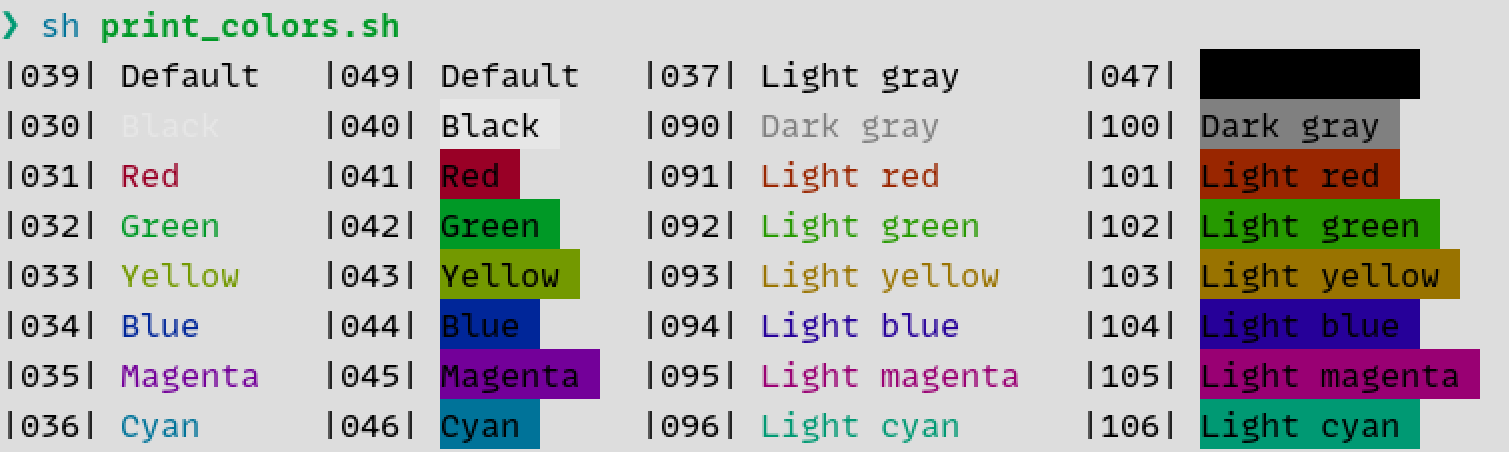 ❯ sh print_colors.sh
|039| Default |049| Default |037| Light gray |047|
|030| Black |040| Black |090| Dark gray |100| Dark gray
|031| Red |041| Red |091| Light red |101| Light red
|032| Green |042| Green |092| Light green |102| Light green
|033| Yellow |043| Yellow |093| Light yellow |103| Light yellow
|034| Blue |044| Blue |094| Light blue |104| Light blue
|035| Magenta |045| Magenta |095| Light magenta |105| Light magenta
|036| Cyan |046| Cyan |096| Light cyan |106| Light cyan